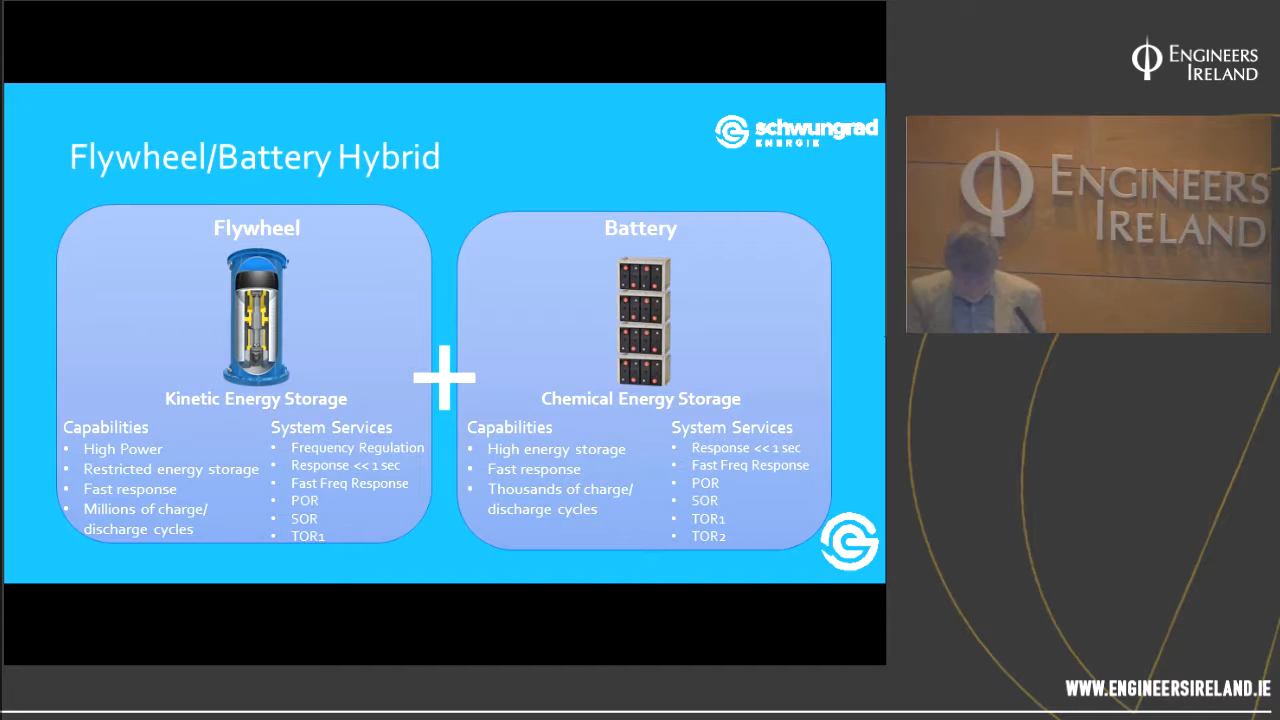 Flywheel/Battery Hybrid
schwungrad
ENERGIE
Flywheel
Kinetic Energy Storage
Capabilities
• High Power
• Restricted energy storage
• Fast response
• Millions of charge/
discharge cycles
System Services
• Frequency Regulation
• Response << 1 sec
• Fast Freq Response
• POR
• SOR
• TOR1
+
Battery
Chemical Energy Storage
Capabilities
• High energy storage
• Fast response
• Thousands of charge/
discharge cycles
System Services
• Response << 1 sec
• Fast Freq Response
• POR
• SOR
• TOR1
• TOR2
ENGINEERS
IRELAND
ENGINEERS
IRELAND
WWW.ENGINEERSIRELAND.IE